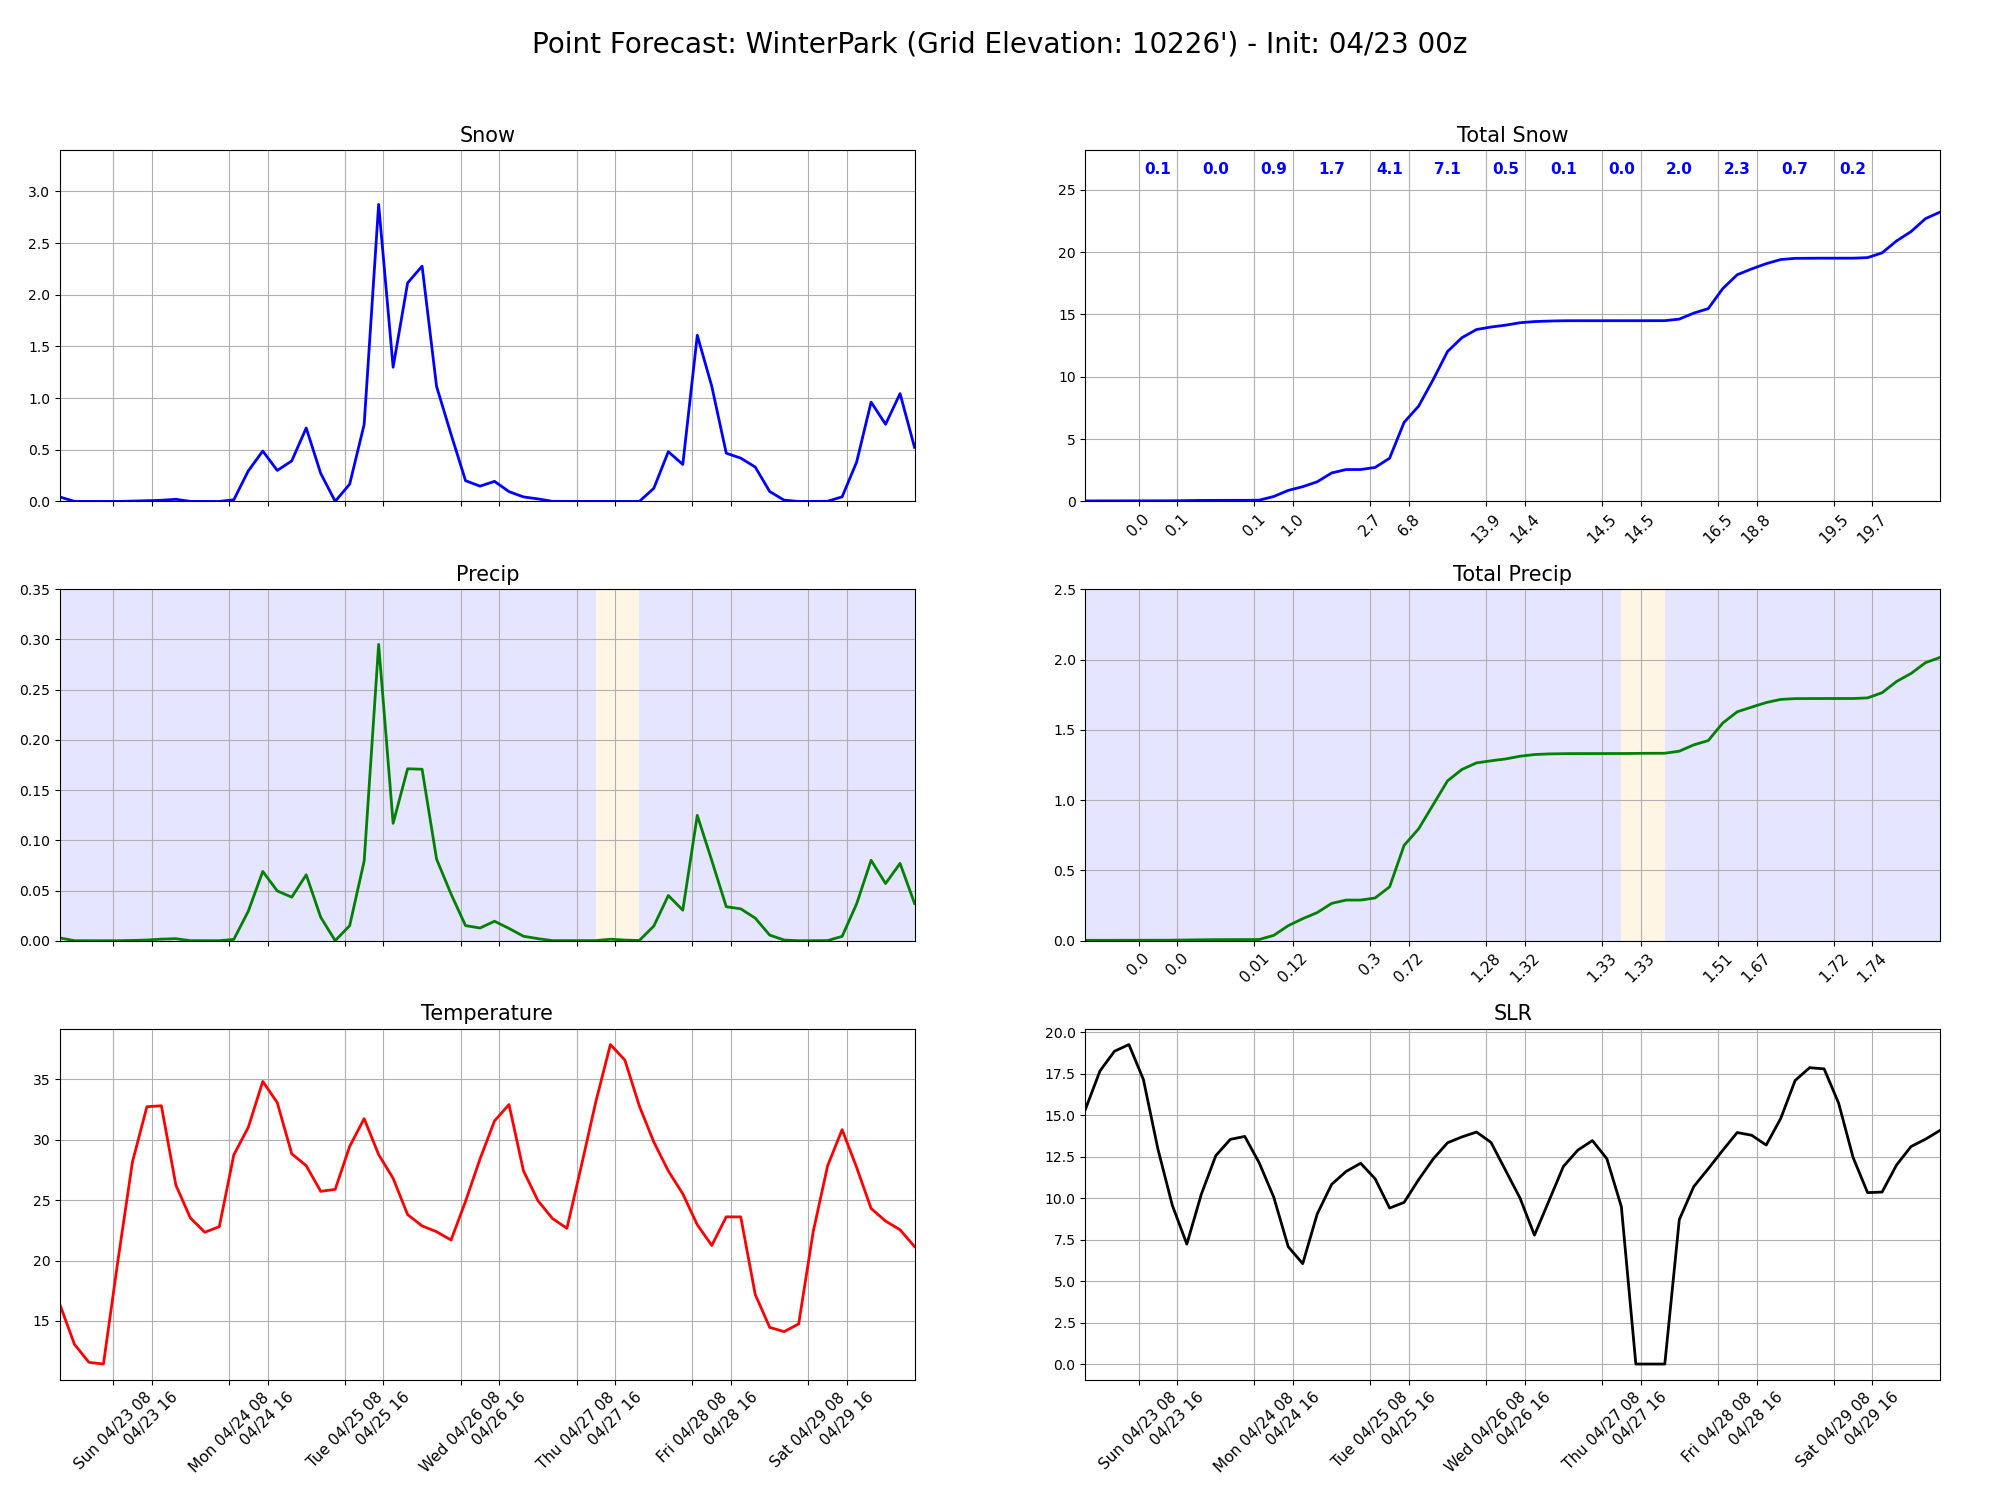 Point Forecast: WinterPark (Grid Elevation: 10226') - Init: 04/23 00z
Snow
3.0
2.5
2.0
1.5
1.0
0.5
0.0
Total Snow
0.1 0.0 0.9 1.7 4.1 7.1 0.5 0.1 0.0 2.0 2.3 0.7 0.2
25
20
15
10
5
0
0.0 0.1 0.1 1.0 2.7 6.8 13.9 14.4 14.5 14.5 16.5 18.8 19.5 19.7
Precip
0.35
0.30
0.25
0.20
0.15
0.10
0.05
0.00
Total Precip
2.5
2.0
1.5
1.0
0.5
0.0
0.0 0.0 0.01 0.12 0.3 0.72 1.28 1.32 1.33 1.33 1.51 1.67 1.72 1.74
Temperature
35
30
25
20
15
Sun 04/23 08
04/23 16
Mon 04/24 08
04/24 16
Tue 04/25 08
04/25 16
Wed 04/26 08
04/26 16
Thu 04/27 08
04/27 16
Fri 04/28 08
04/28 16
Sat 04/29 08
04/29 16
SLR
20.0
17.5
15.0
12.5
10.0
7.5
5.0
2.5
0.0
Sun 04/23 08
04/23 16
Mon 04/24 08
04/24 16
Tue 04/25 08
04/25 16
Wed 04/26 08
04/26 16
Thu 04/27 08
04/27 16
Fri 04/28 08
04/28 16
Sat 04/29 08
04/29 16